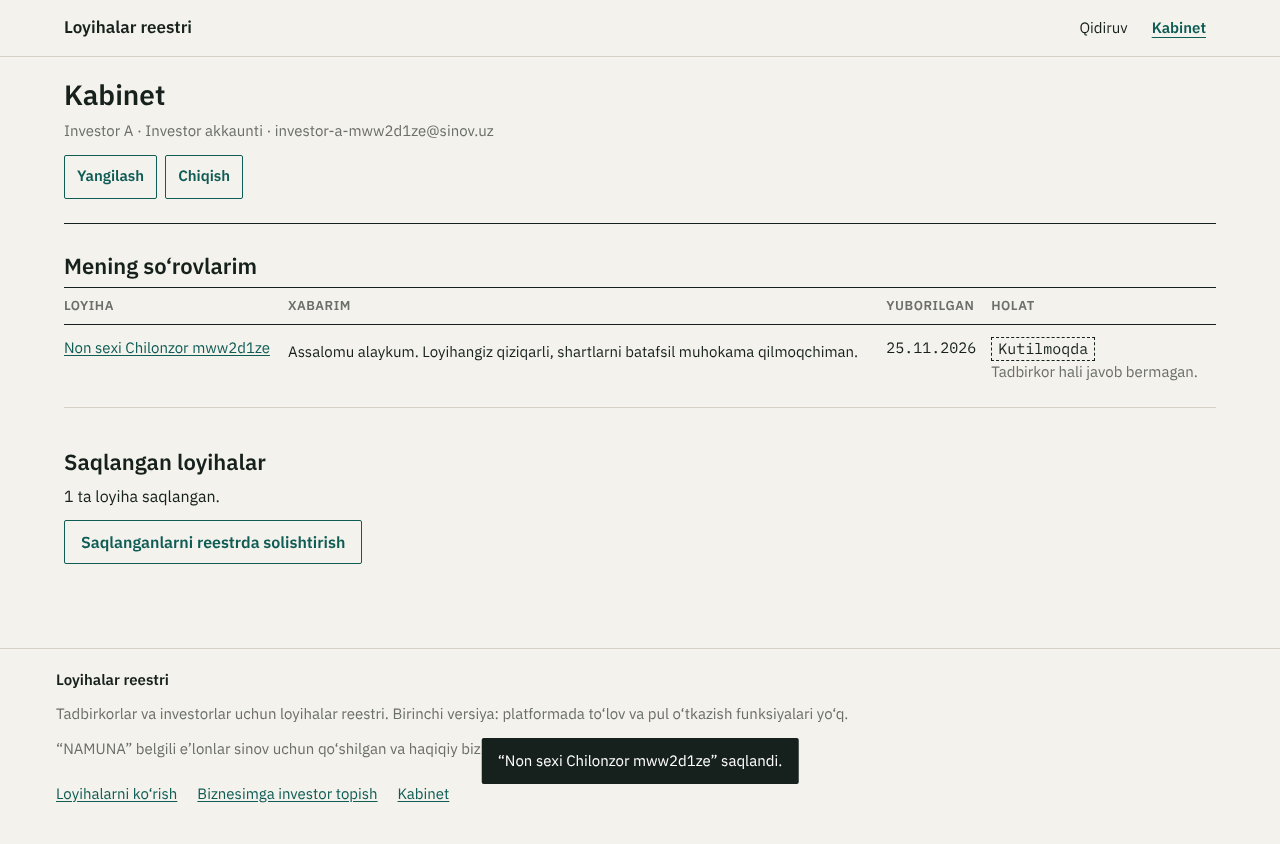 Loyihalar reestri
Qidiruv Kabinet
Kabinet
Investor A · Investor akkaunti · investor-a-mww2d1ze@sinov.uz
Yangilash Chiqish
Mening so‘rovlarim
LOYIHA XABARIM YUBORILGAN HOLAT
Non sexi Chilonzor mww2d1ze Assalomu alaykum. Loyihangiz qiziqarli, shartlarni batafsil muhokama qilmoqchiman. 25.11.2026 Kutilmoqda
Tadbirkor hali javob bermagan.
Saqlangan loyihalar
1 ta loyiha saqlangan.
Saqlanganlarni reestrda solishtirish
Loyihalar reestri
Tadbirkorlar va investorlar uchun loyihalar reestri. Birinchi versiya: platformada to‘lov va pul o‘tkazish funksiyalari yo‘q.
“NAMUNA” belgili e’lonlar sinov uchun qo‘shilgan va haqiqiy biz
“Non sexi Chilonzor mww2d1ze” saqlandi.
Loyihalarni ko‘rish Biznesimga investor topish Kabinet